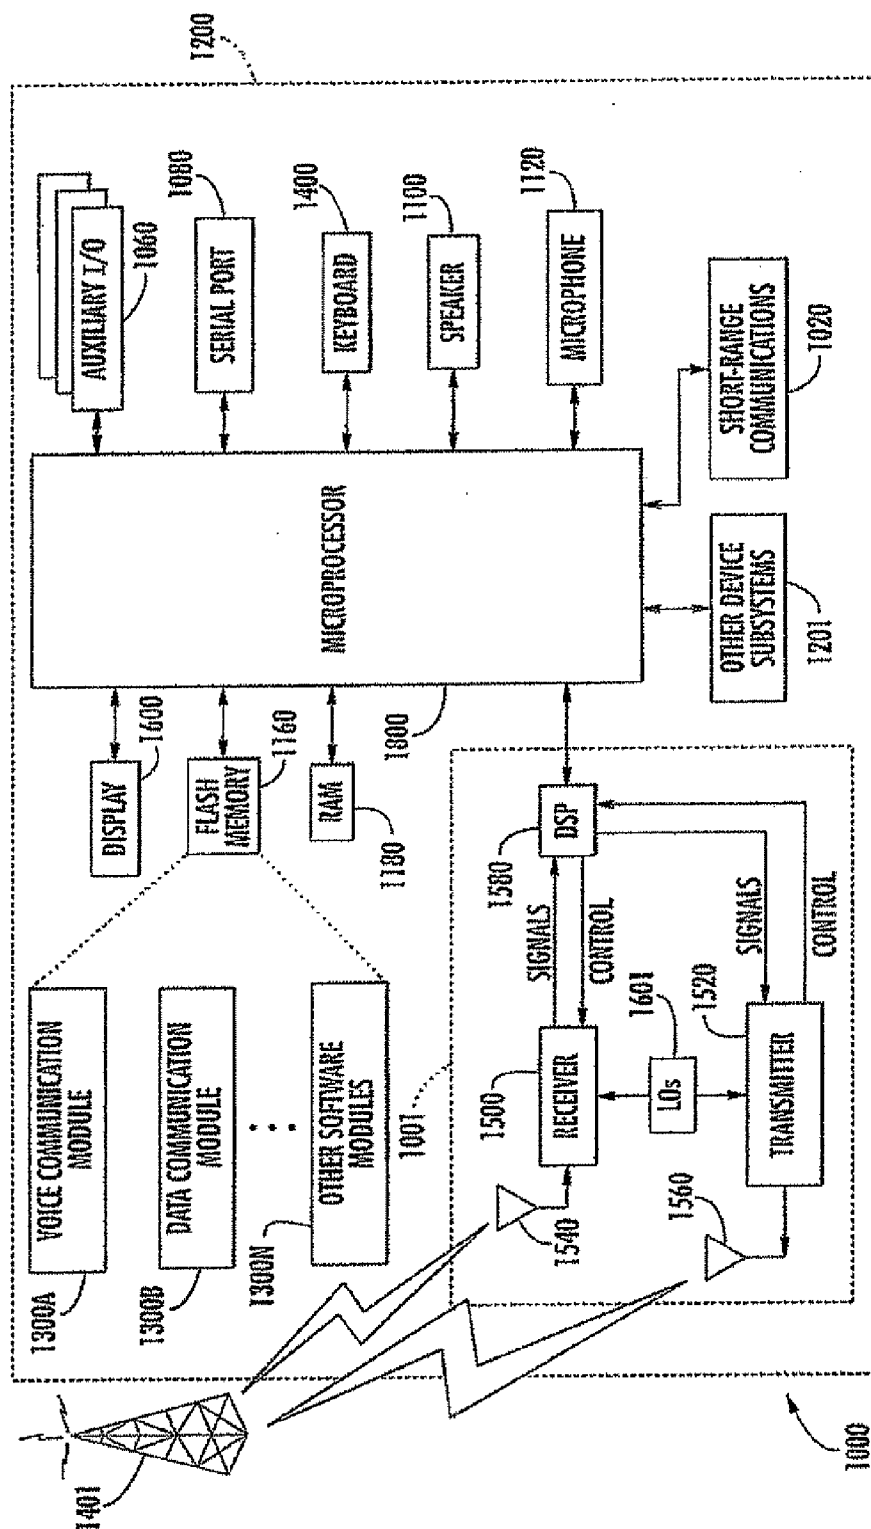 1401
1000
1200
VOICE COMMUNICATION
MODULE
1300A
DATA COMMUNICATION
MODULE
1300B
OTHER SOFTWARE
MODULES
1300N
DISPLAY
1600
FLASH
MEMORY
1160
RAM
1180
MICROPROCESSOR
1800
AUXILIARY I/O
1060
SERIAL PORT
1080
KEYBOARD
1400
SPEAKER
1100
MICROPHONE
1120
1001
1540
RECEIVER
1500
SIGNALS
CONTROL
DSP
1580
LOs
1601
1560
TRANSMITTER
1520
SIGNALS
CONTROL
OTHER DEVICE
SUBSYSTEMS
1201
SHORT-RANGE
COMMUNICATIONS
1020